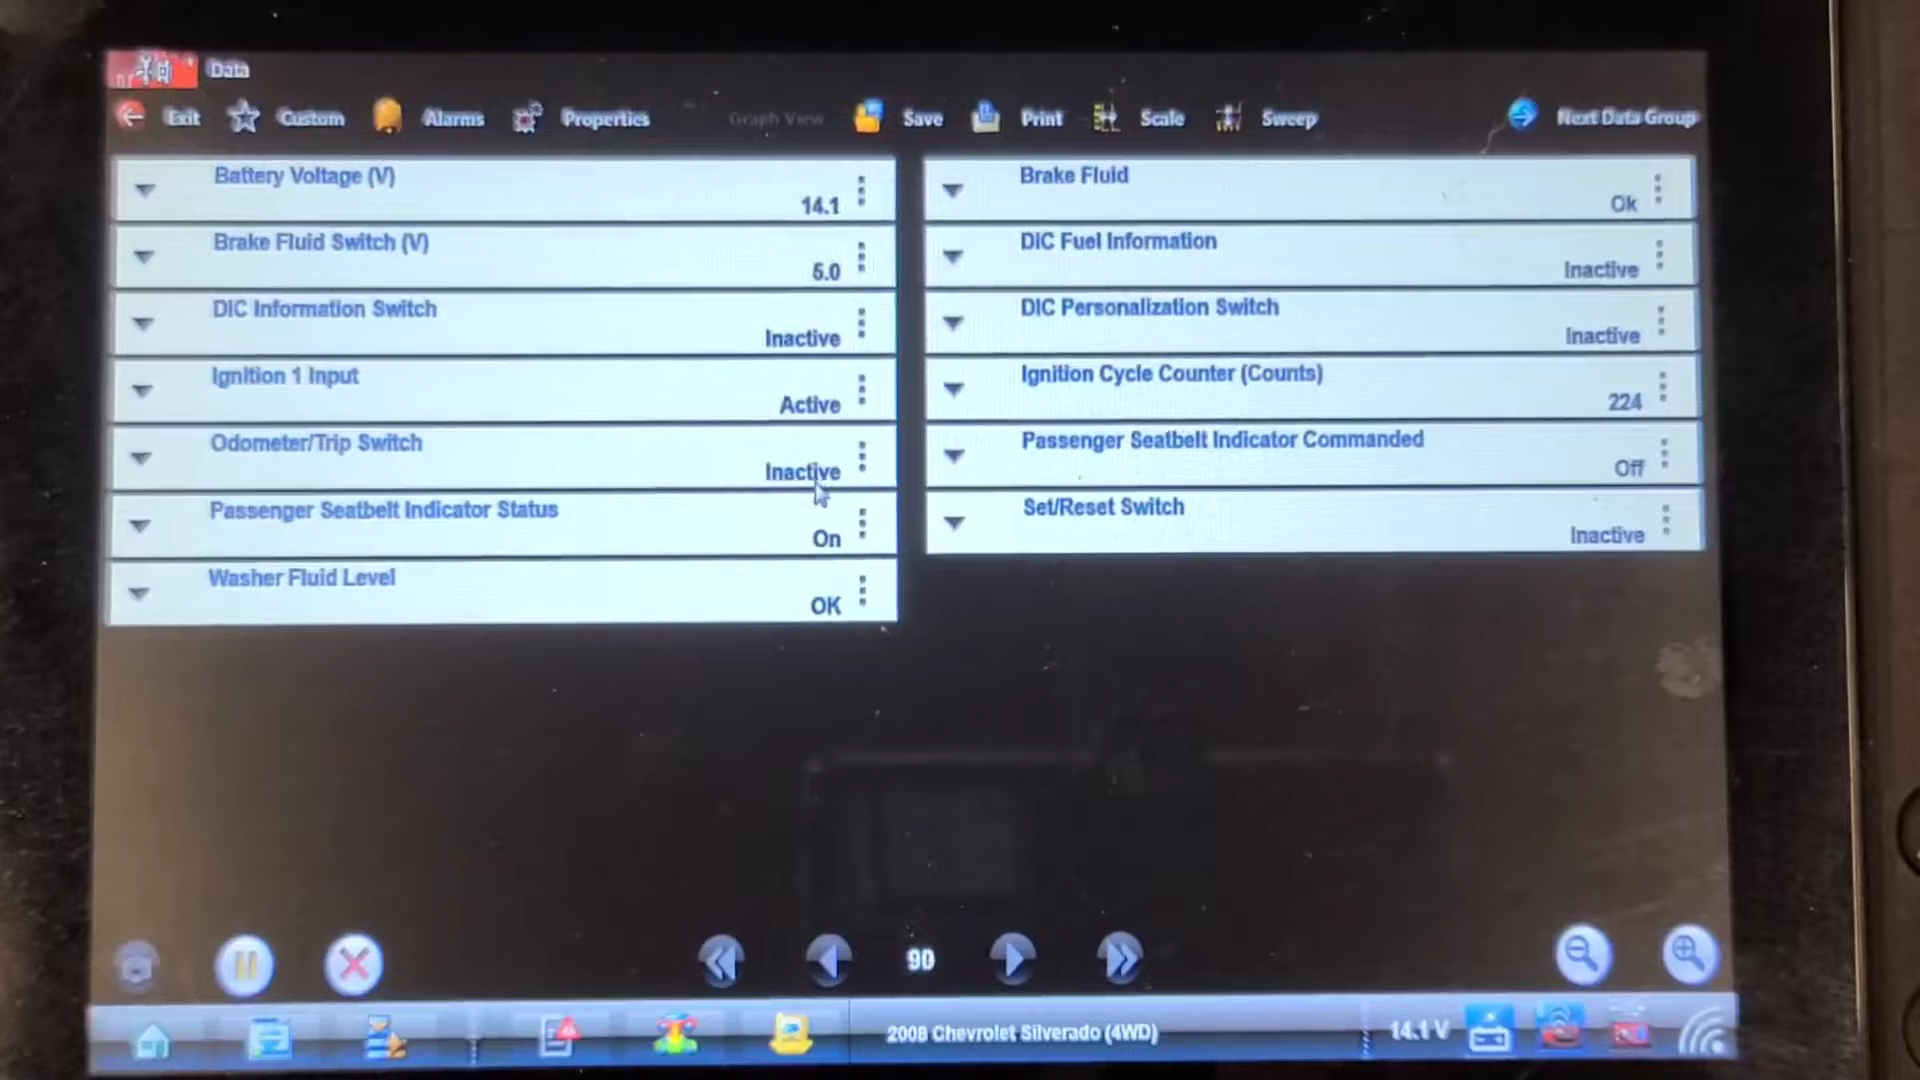 Data
Exit Custom Alarms Properties Graph View Save Print Scale Sweep Next Data Group
Battery Voltage (V)
14.1
Brake Fluid
Ok
Brake Fluid Switch (V)
5.0
DIC Fuel Information
Inactive
DIC Information Switch
Inactive
DIC Personalization Switch
Inactive
Ignition 1 Input
Active
Ignition Cycle Counter (Counts)
224
Odometer/Trip Switch
Inactive
Passenger Seatbelt Indicator Commanded
Off
Passenger Seatbelt Indicator Status
On
Set/Reset Switch
Inactive
Washer Fluid Level
OK
90
2008 Chevrolet Silverado (4WD) 14.1 V